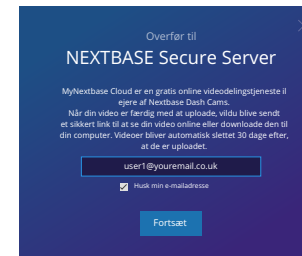 Overfør til
NEXTBASE Secure Server
MyNextbase Cloud er en gratis online videodelingstjeneste il
ejere af Nextbase Dash Cams.
Når din video er færdig med at uploade, vildu blive sendt
et sikkert link til at se din video online eller downloade den til
din computer. Videoer bliver automatisk slettet 30 dage efter,
at de er uploadet.
user1@youremail.co.uk
Husk min e-mailadresse
Fortsæt